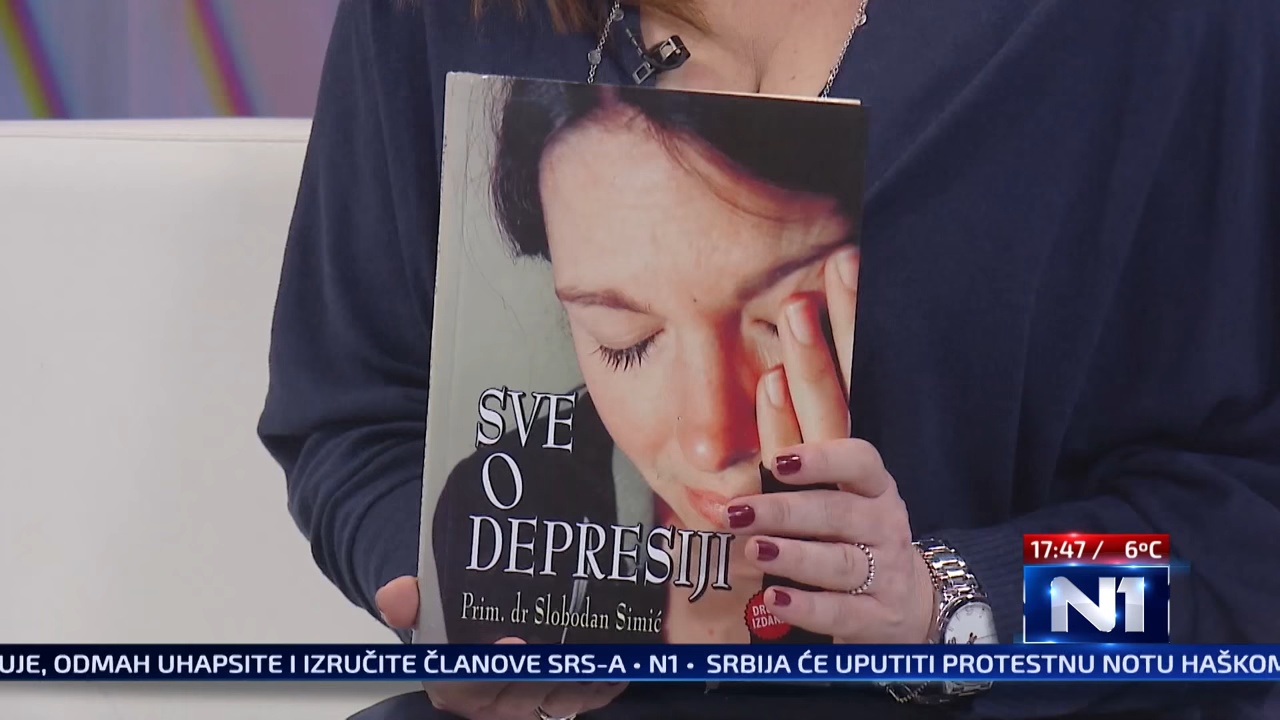 SVE
O
DEPRESIJI
Prim. dr Slobodan Simić
17:47 / 6ºC
N1
UJE, ODMAH UHAPSITE I IZRUČITE ČLANOVE SRS-A • N1 • SRBIJA ĆE UPUTITI PROTESTNU NOTU HAŠKOM